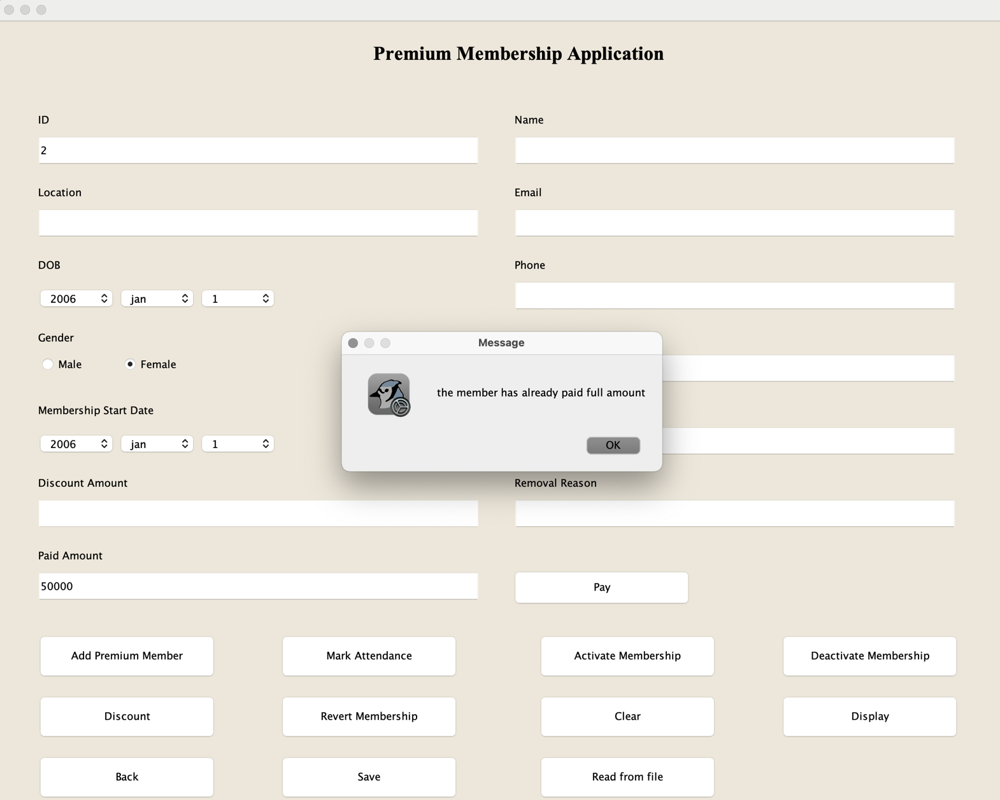 Premium Membership Application
ID
Name
2
Location
Email
DOB
Phone
2006 jan 1
Gender
Male Female
Message
the member has already paid full amount
OK
Membership Start Date
2006 jan 1
Discount Amount
Removal Reason
Paid Amount
50000
Pay
Add Premium Member
Mark Attendance
Activate Membership
Deactivate Membership
Discount
Revert Membership
Clear
Display
Back
Save
Read from file